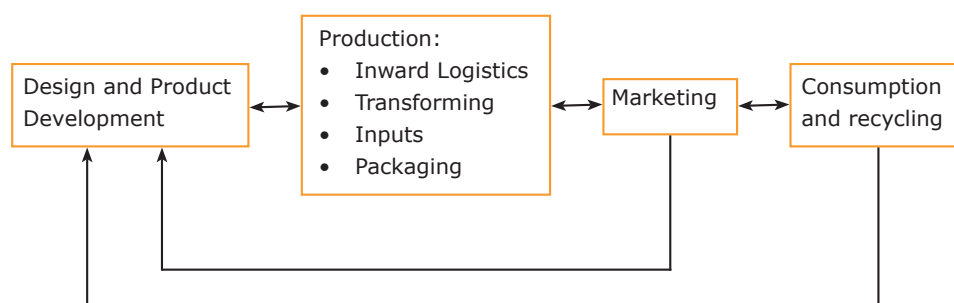 Design and Product
Development
Production:
• Inward Logistics
• Transforming
• Inputs
• Packaging
Marketing
Consumption
and recycling